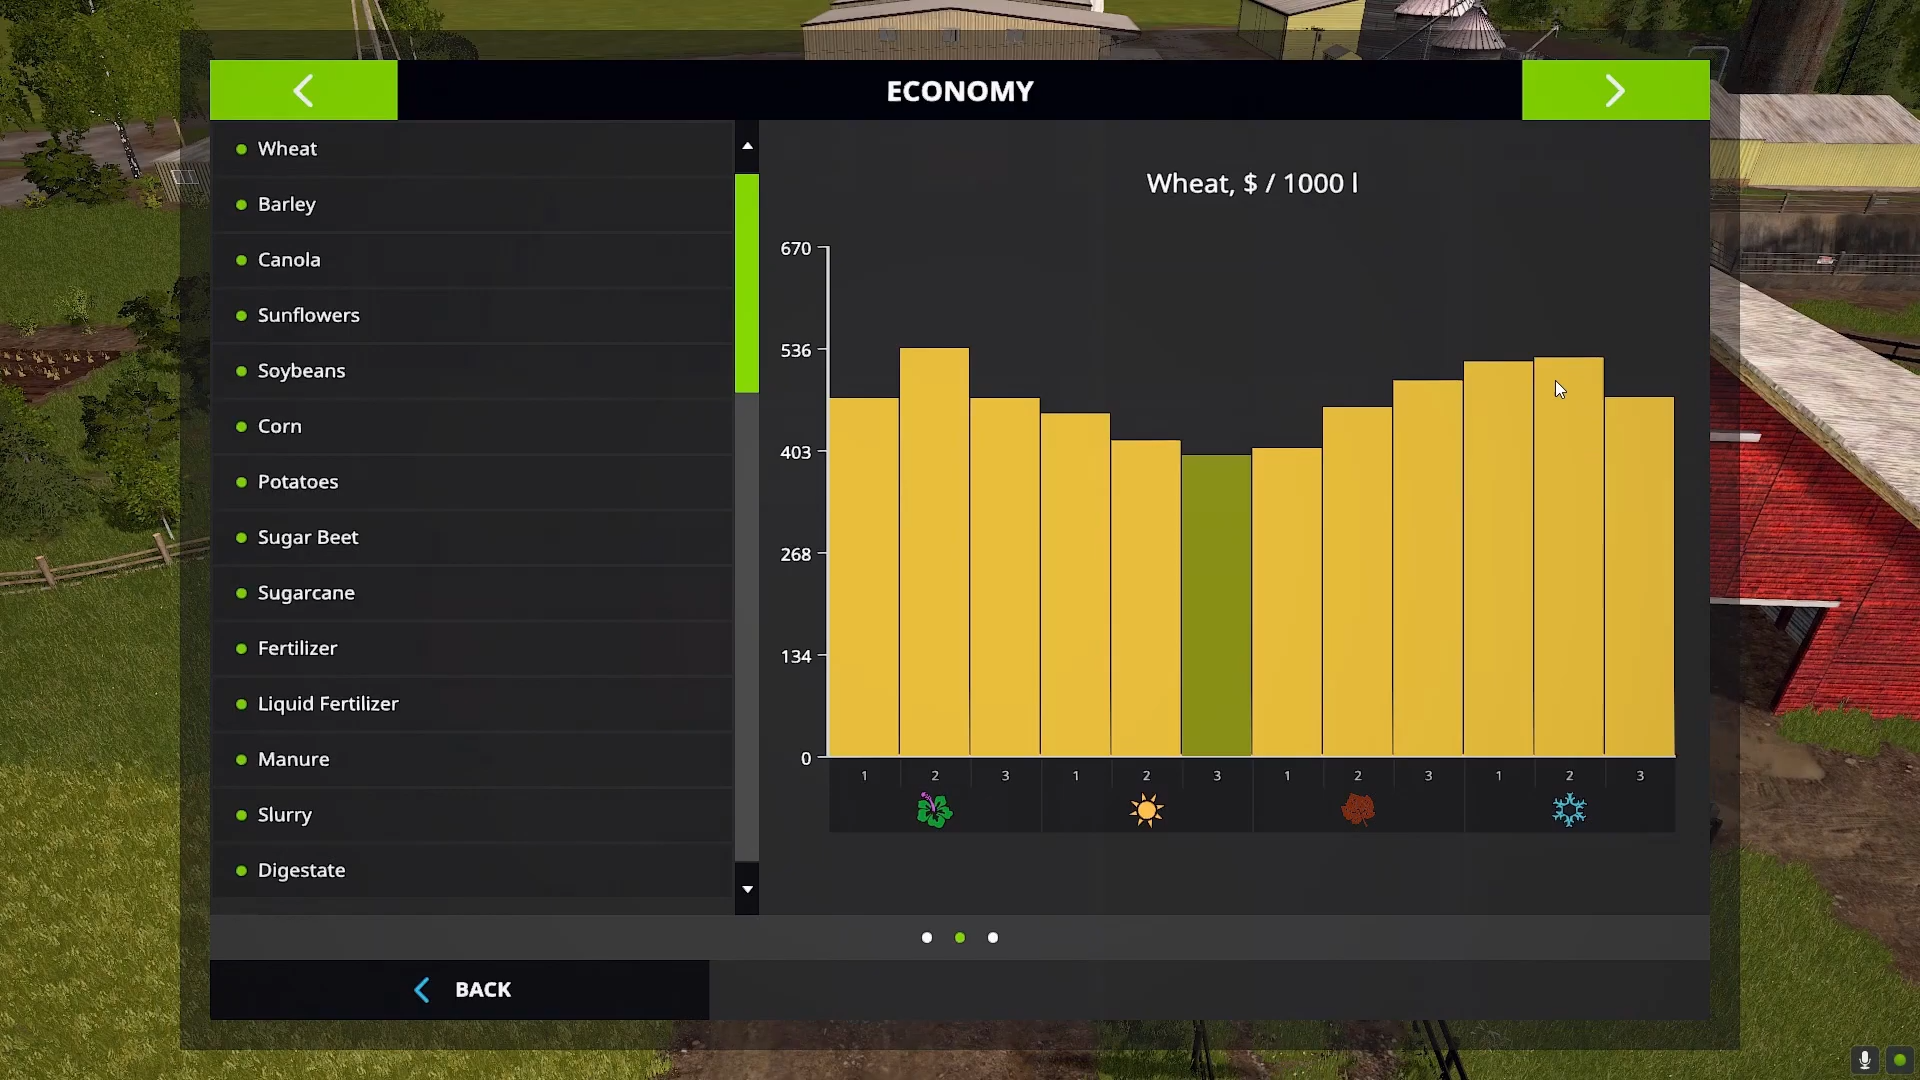 ECONOMY
Wheat
Barley
Canola
Sunflowers
Soybeans
Corn
Potatoes
Sugar Beet
Sugarcane
Fertilizer
Liquid Fertilizer
Manure
Slurry
Digestate
Wheat, $ / 1000 l
670
536
403
268
134
0
1 2 3 1 2 3 1 2 3 1 2 3
BACK